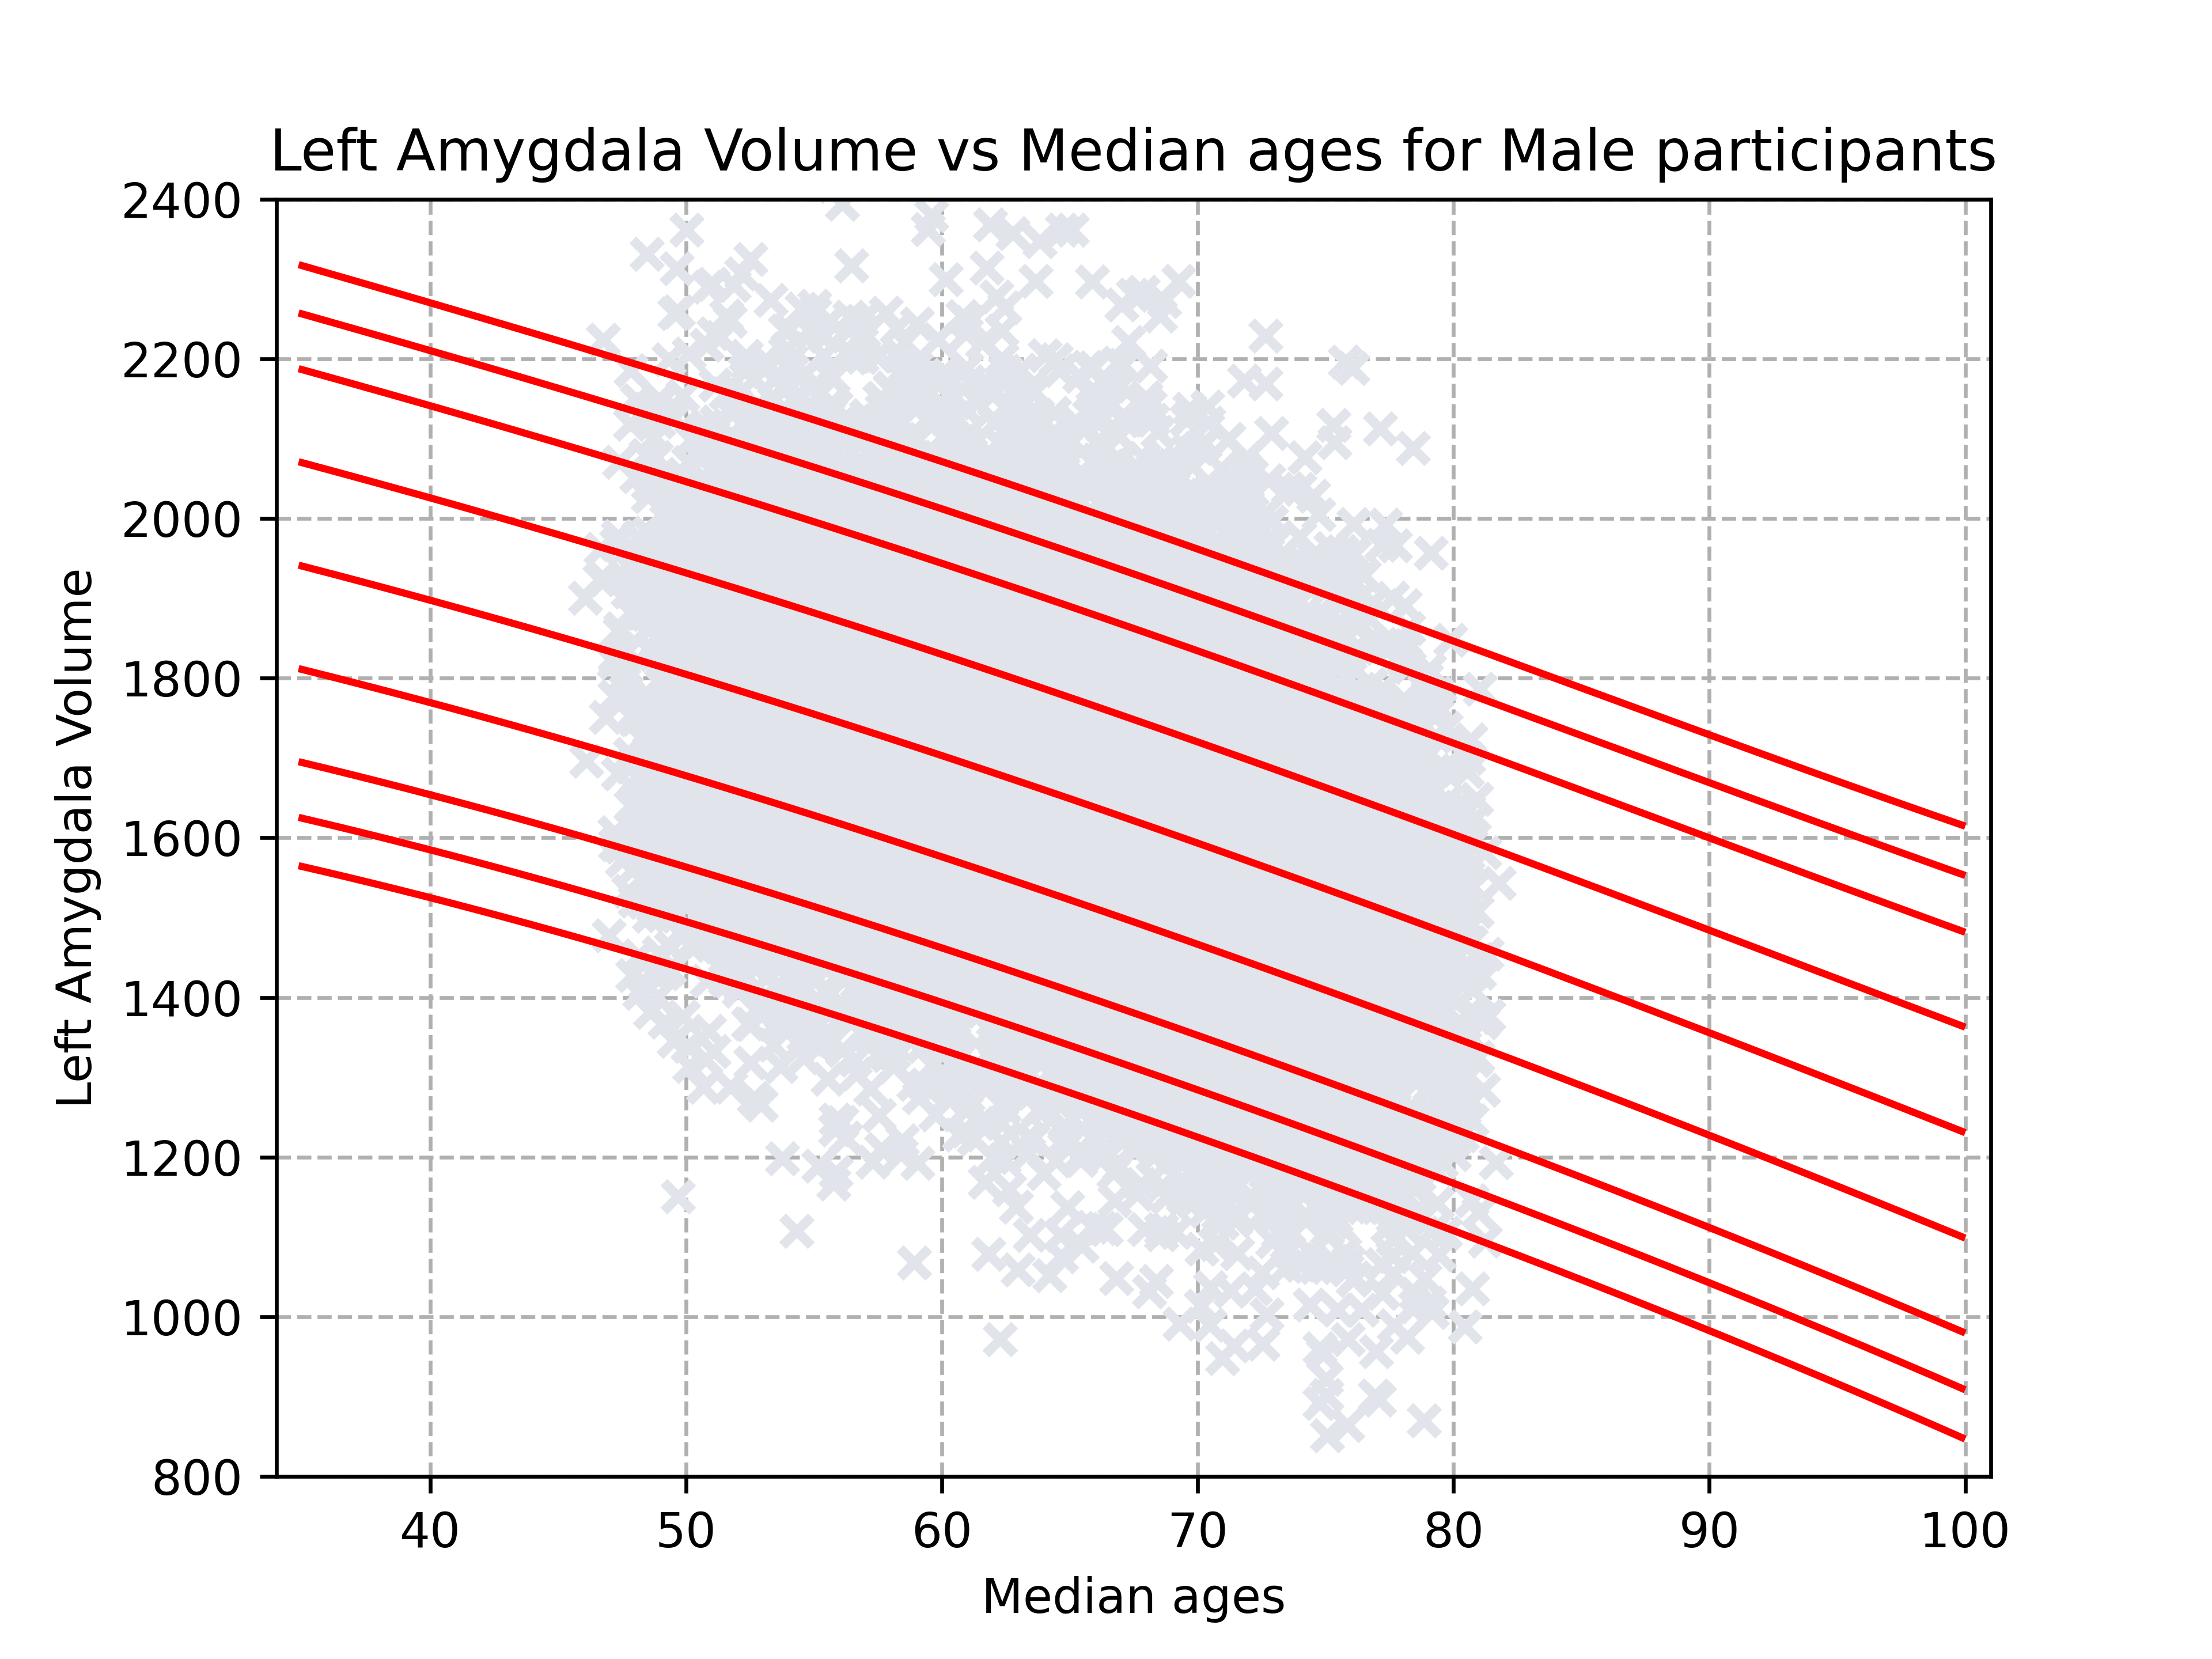 Left Amygdala Volume vs Median ages for Male participants
2400
2200
2000
1800
1600
1400
1200
1000
800
Left Amygdala Volume
40 50 60 70 80 90 100
Median ages